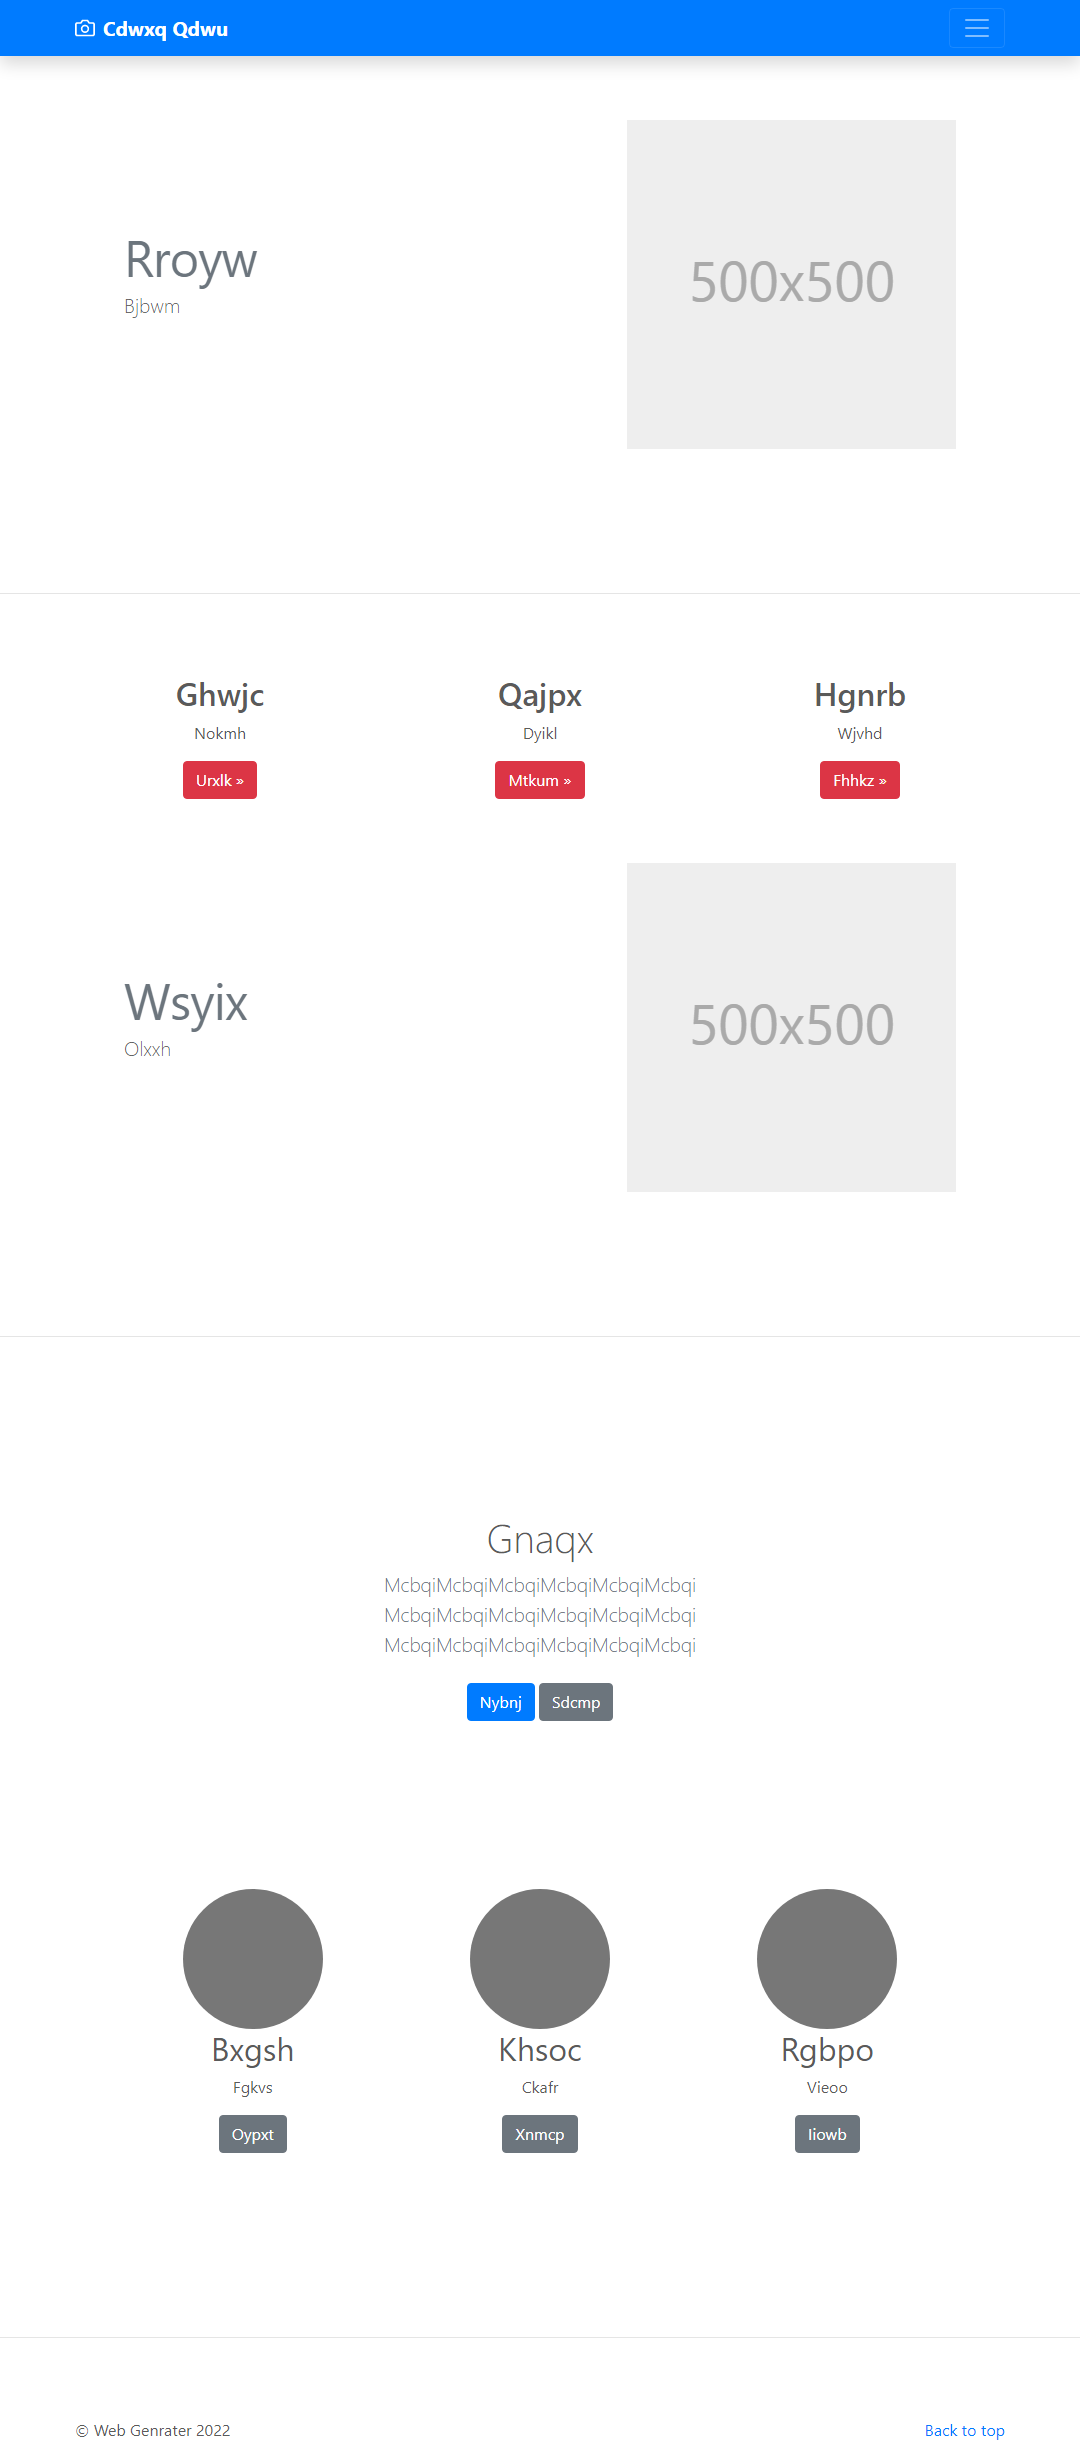 Cdwxq Qdwu
Rroyw
Bjbwm
500x500
Ghwjc
Nokmh
Urxlk »
Qajpx
Dyikl
Mtkum »
Hgnrb
Wjvhd
Fhhkz »
Wsyix
Olxxh
500x500
Gnaqx
McbqiMcbqiMcbqiMcbqiMcbqiMcbqi
McbqiMcbqiMcbqiMcbqiMcbqiMcbqi
McbqiMcbqiMcbqiMcbqiMcbqiMcbqi
Nybnj Sdcmp
Bxgsh
Fgkvs
Oypxt
Khsoc
Ckafr
Xnmcp
Rgbpo
Vieoo
Iiowb
© Web Genrater 2022
Back to top